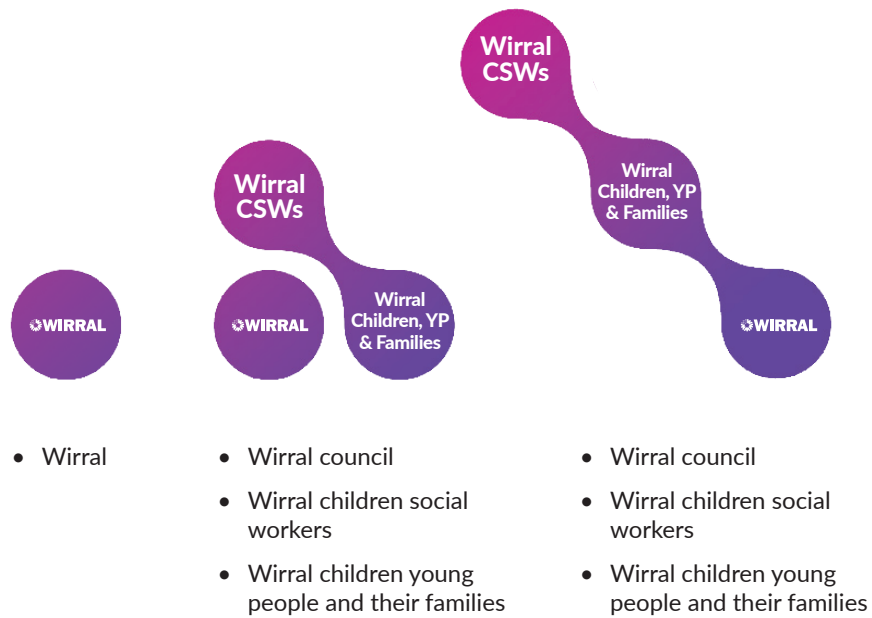 Wirral
CSWs
Wirral
Children, YP
& Families
WIRRAL
Wirral
CSWs
Wirral
Children, YP
& Families
WIRRAL
WIRRAL
• Wirral
• Wirral council
• Wirral children social
workers
• Wirral children young
people and their families
• Wirral council
• Wirral children social
workers
• Wirral children young
people and their families